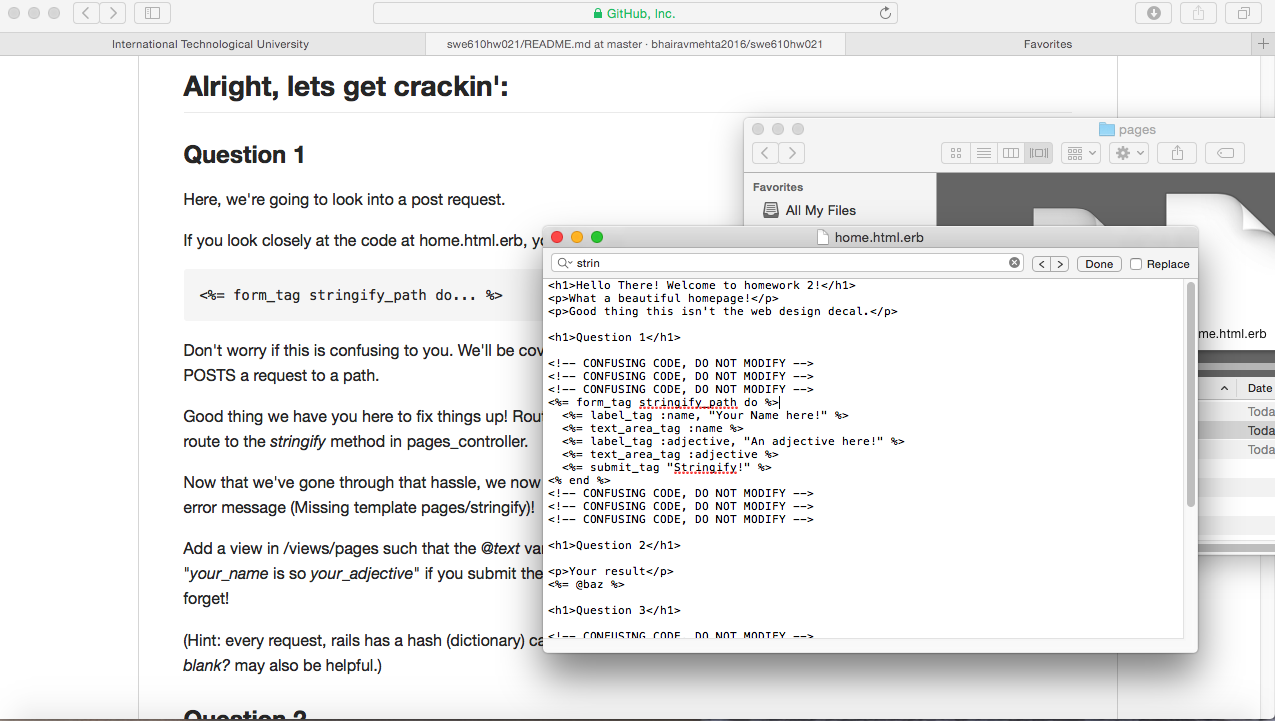 GitHub, Inc.
International Technological University
swe610hw021/README.md at master · bhairavmehta2016/swe610hw021
Favorites
Alright, lets get crackin':
Question 1
Here, we're going to look into a post request.
If you look closely at the code at home.html.erb,
<%= form_tag stringify_path do... %>
Don't worry if this is confusing to you. We'll be
POSTS a request to a path.
Good thing we have you here to fix things up!
route to the stringify method in pages_controller.
Now that we've gone through that hassle, we now
error message (Missing template pages/stringify)!
Add a view in /views/pages such that the @text
"your_name is so your_adjective" if you submit the
forget!
(Hint: every request, rails has a hash (dictionary)
blank? may also be helpful.)
Question 2
pages
Favorites
All My Files
me.html.erb
Date
Toda
Toda
Toda
home.html.erb
strin
Done
Replace
<h1>Hello There! Welcome to homework 2!</h1>
<p>What a beautiful homepage!</p>
<p>Good thing this isn't the web design decal.</p>
<h1>Question 1</h1>
<!-- CONFUSING CODE, DO NOT MODIFY -->
<!-- CONFUSING CODE, DO NOT MODIFY -->
<!-- CONFUSING CODE, DO NOT MODIFY -->
<%= form_tag stringify_path do %>
<%= label_tag :name, "Your Name here!" %>
<%= text_area_tag :name %>
<%= label_tag :adjective, "An adjective here!" %>
<%= text_area_tag :adjective %>
<%= submit_tag "Stringify!" %>
<% end %>
<!-- CONFUSING CODE, DO NOT MODIFY -->
<!-- CONFUSING CODE, DO NOT MODIFY -->
<!-- CONFUSING CODE, DO NOT MODIFY -->
<h1>Question 2</h1>
<p>Your result</p>
<%= @baz %>
<h1>Question 3</h1>
<!-- CONFUSING CODE, DO NOT MODIFY -->